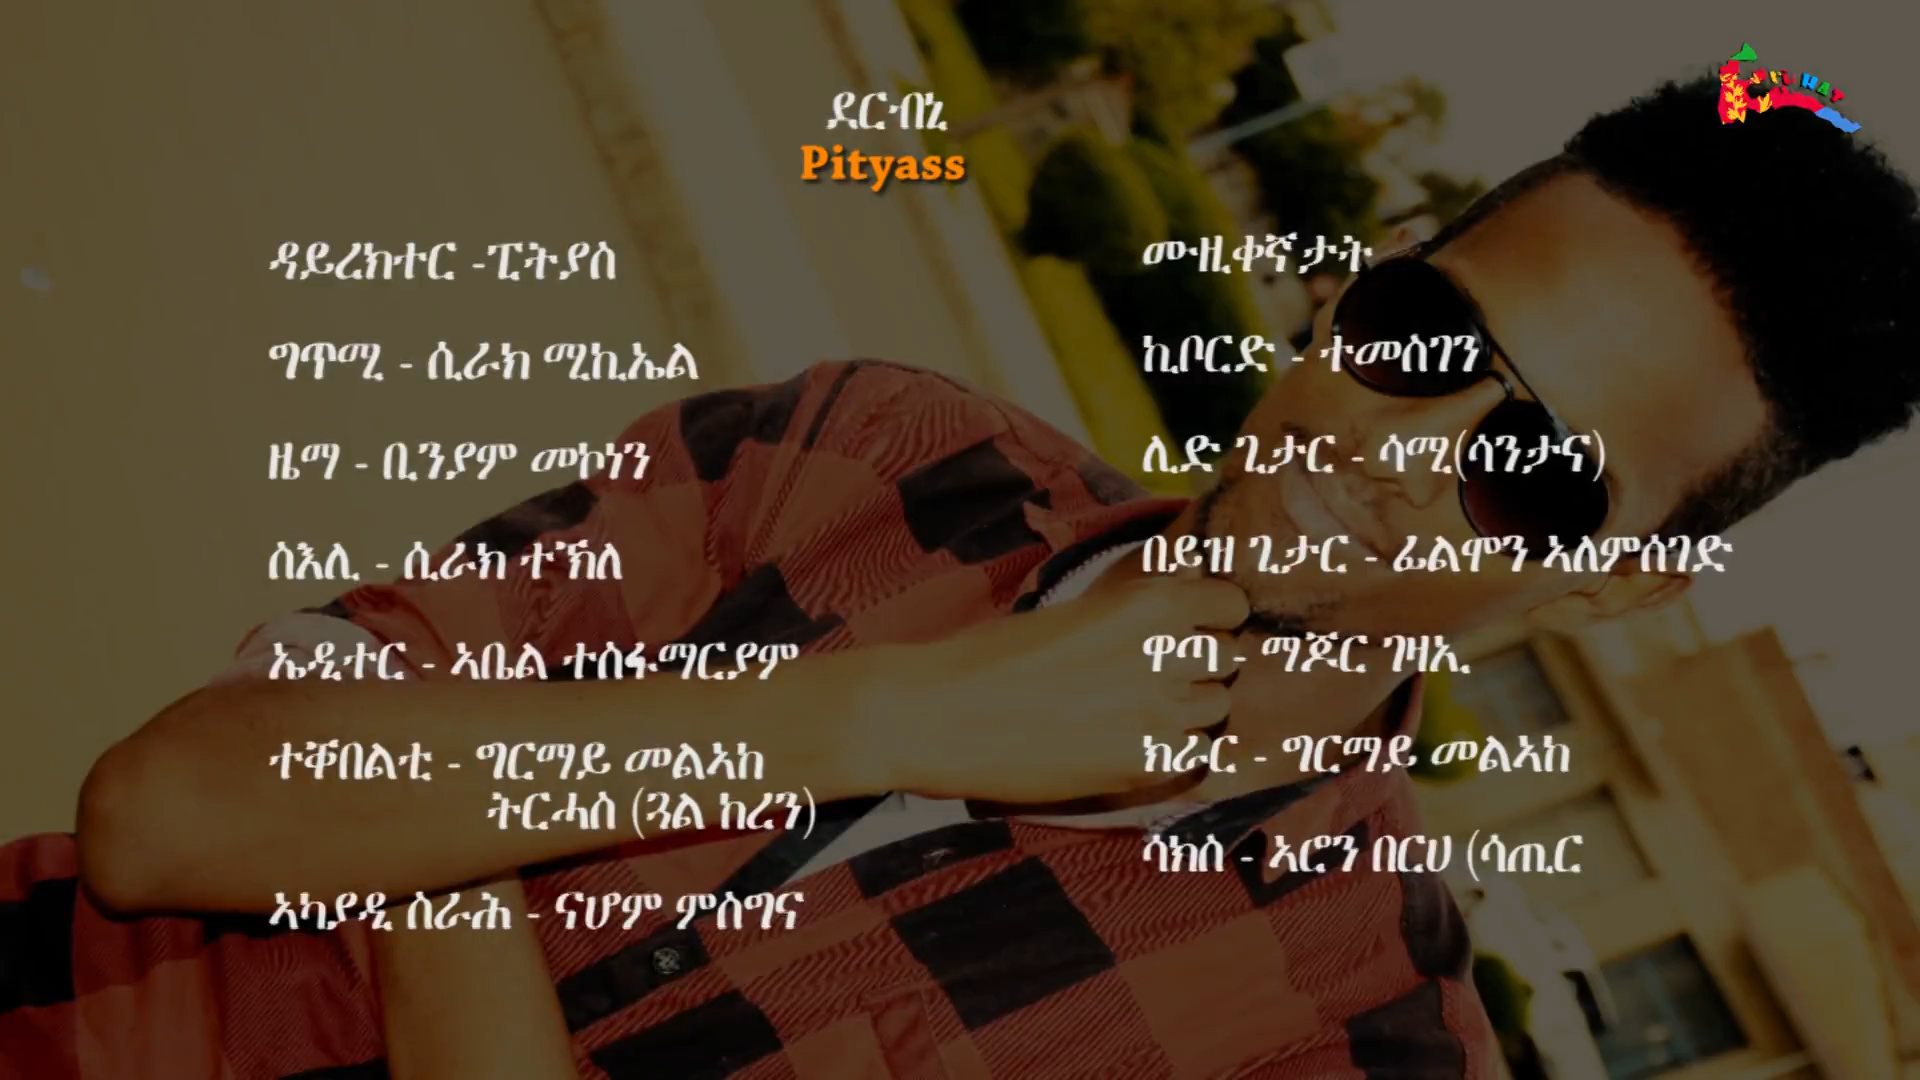 ደርብኒ
Pityass
ዳይረክተር -ፒትያስ
ግጥሚ - ሲራክ ሚኪኤል
ዜማ - ቢንያም መኮነን
ስእሊ - ሲራክ ተኽለ
ኤዲተር - ኣቤል ተስፋማርያም
ተቐበልቲ - ግርማይ መልኣከ
ትርሓስ (ጓል ከረን)
ኣካያዲ ስራሕ - ናሆም ምስግና
ሙዚቀኛታት
ኪቦርድ - ተመስገን
ሊድ ጊታር - ሳሚ(ሳንታና)
በይዝ ጊታር - ፊልሞን ኣለምሰገድ
ዋጣ - ማጆር ገዛኢ
ክራር - ግርማይ መልኣከ
ሳክስ - ኣሮን በርሀ (ሳጢር